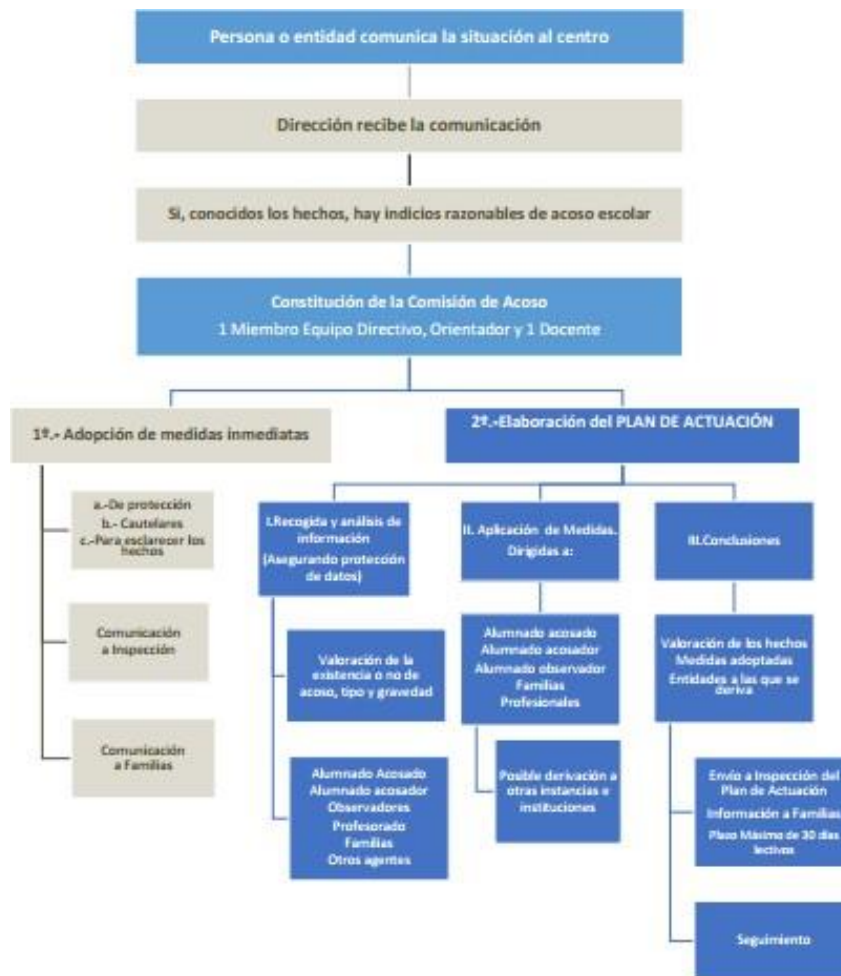 Persona o entidad comunica la situación al centro
Dirección recibe la comunicación
Si, conocidos los hechos, hay indicios razonables de acoso escolar
Constitución de la Comisión de Acoso
1 Miembro Equipo Directivo, Orientador y 1 Docente
1º.- Adopción de medidas inmediatas
a.-De protección
b.- Cautelares
c.-Para esclarecer los
hechos
Comunicación
a Inspección
Comunicación
a Familias
2º.-Elaboración del PLAN DE ACTUACIÓN
I.Recogida y análisis de
información
(Asegurando protección
de datos)
Valoración de la
existencia o no de
acoso, tipo y gravedad
Alumnado Acosado
Alumnado acosador
Observadores
Profesorado
Familias
Otros agentes
II. Aplicación de Medidas.
Dirigidas a:
Alumnado acosado
Alumnado acosador
Alumnado observador
Familias
Profesionales
Posible derivación a
otras instancias e
instituciones
III.Conclusiones
Valoración de los hechos
Medidas adoptadas
Entidades a las que se
deriva
Envío a Inspección del
Plan de Actuación
Información a Familias
Plazo Máximo de 30 días
lectivos
Seguimiento